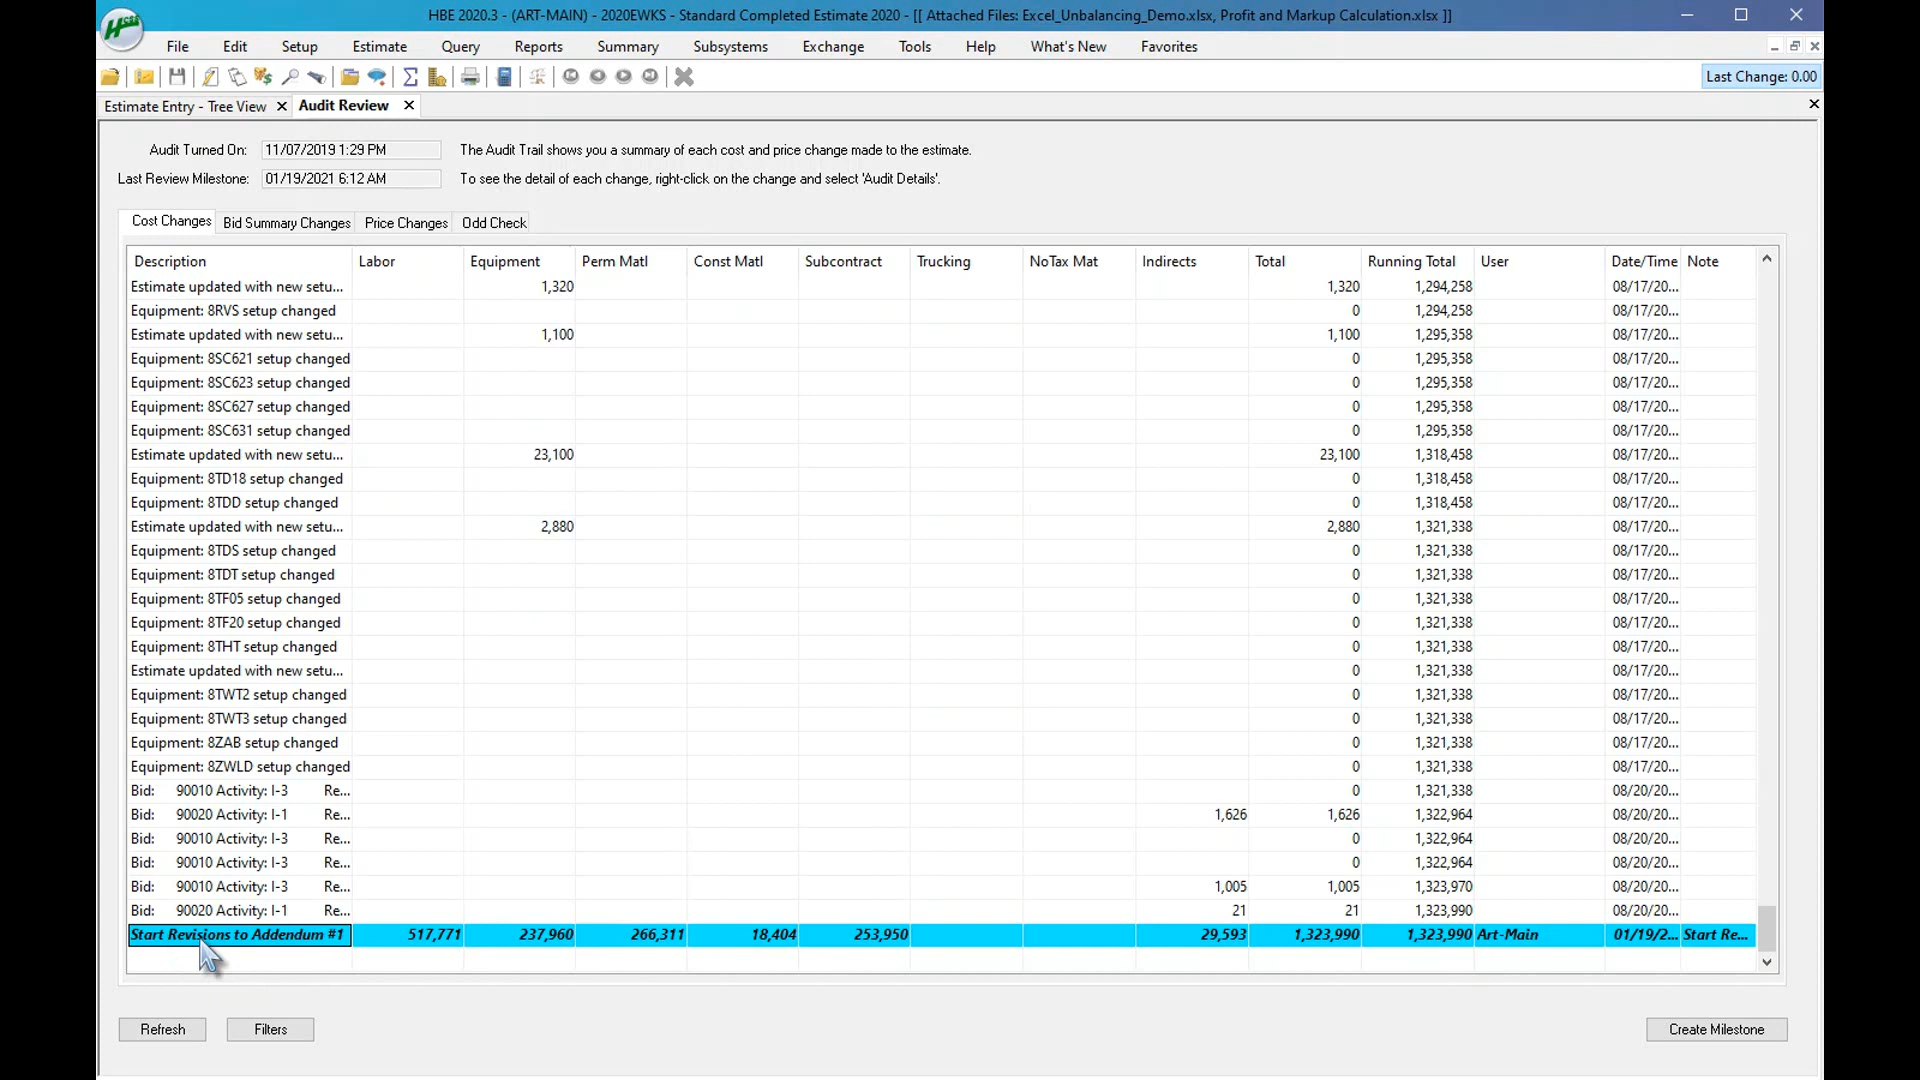 HBE 2020.3 - (ART-MAIN) - 2020EWKS - Standard Completed Estimate 2020 - [[ Attached Files: Excel_Unbalancing_Demo.xlsx, Profit and Markup Calculation.xlsx ]]
File Edit Setup Estimate Query Reports Summary Subsystems Exchange Tools Help What's New Favorites
Last Change: 0.00
Estimate Entry - Tree View Audit Review
Audit Turned On: 11/07/2019 1:29 PM The Audit Trail shows you a summary of each cost and price change made to the estimate.
Last Review Milestone: 01/19/2021 6:12 AM To see the detail of each change, right-click on the change and select 'Audit Details'.
Cost Changes Bid Summary Changes Price Changes Odd Check
Description Labor Equipment Perm Matl Const Matl Subcontract Trucking NoTax Mat Indirects Total Running Total User Date/Time Note
Estimate updated with new setu... 1,320 1,320 1,294,258 08/17/20...
Equipment: 8RVS setup changed 0 1,294,258 08/17/20...
Estimate updated with new setu... 1,100 1,100 1,295,358 08/17/20...
Equipment: 8SC621 setup changed 0 1,295,358 08/17/20...
Equipment: 8SC623 setup changed 0 1,295,358 08/17/20...
Equipment: 8SC627 setup changed 0 1,295,358 08/17/20...
Equipment: 8SC631 setup changed 0 1,295,358 08/17/20...
Estimate updated with new setu... 23,100 23,100 1,318,458 08/17/20...
Equipment: 8TD18 setup changed 0 1,318,458 08/17/20...
Equipment: 8TDD setup changed 0 1,318,458 08/17/20...
Estimate updated with new setu... 2,880 2,880 1,321,338 08/17/20...
Equipment: 8TDS setup changed 0 1,321,338 08/17/20...
Equipment: 8TDT setup changed 0 1,321,338 08/17/20...
Equipment: 8TF05 setup changed 0 1,321,338 08/17/20...
Equipment: 8TF20 setup changed 0 1,321,338 08/17/20...
Equipment: 8THT setup changed 0 1,321,338 08/17/20...
Estimate updated with new setu... 0 1,321,338 08/17/20...
Equipment: 8TWT2 setup changed 0 1,321,338 08/17/20...
Equipment: 8TWT3 setup changed 0 1,321,338 08/17/20...
Equipment: 8ZAB setup changed 0 1,321,338 08/17/20...
Equipment: 8ZWLD setup changed 0 1,321,338 08/17/20...
Bid: 90010 Activity: I-3 Re... 0 1,321,338 08/20/20...
Bid: 90020 Activity: I-1 Re... 1,626 1,626 1,322,964 08/20/20...
Bid: 90010 Activity: I-3 Re... 0 1,322,964 08/20/20...
Bid: 90010 Activity: I-3 Re... 0 1,322,964 08/20/20...
Bid: 90010 Activity: I-3 Re... 1,005 1,005 1,323,970 08/20/20...
Bid: 90020 Activity: I-1 Re... 21 21 1,323,990 08/20/20...
Start Revisions to Addendum #1 517,771 237,960 266,311 18,404 253,950 29,593 1,323,990 1,323,990 Art-Main 01/19/2... Start Re...
Refresh Filters Create Milestone